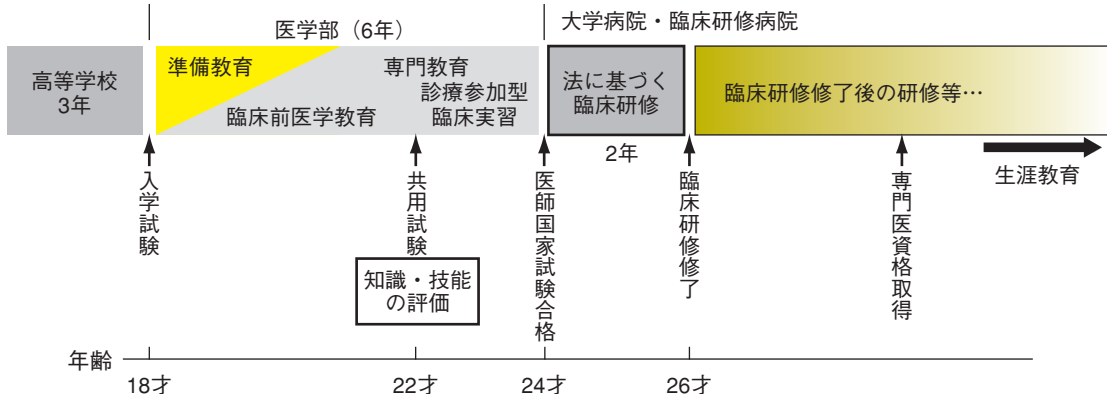 医学部（6年）
大学病院・臨床研修病院
高等学校
3年
準備教育
臨床前医学教育
専門教育
診療参加型
臨床実習
法に基づく
臨床研修
臨床研修修了後の研修等…
2年
生涯教育
入学試験
共用試験
知識・技能
の評価
医師国家試験合格
臨床研修修了
専門医資格取得
年齢
18才
22才
24才
26才